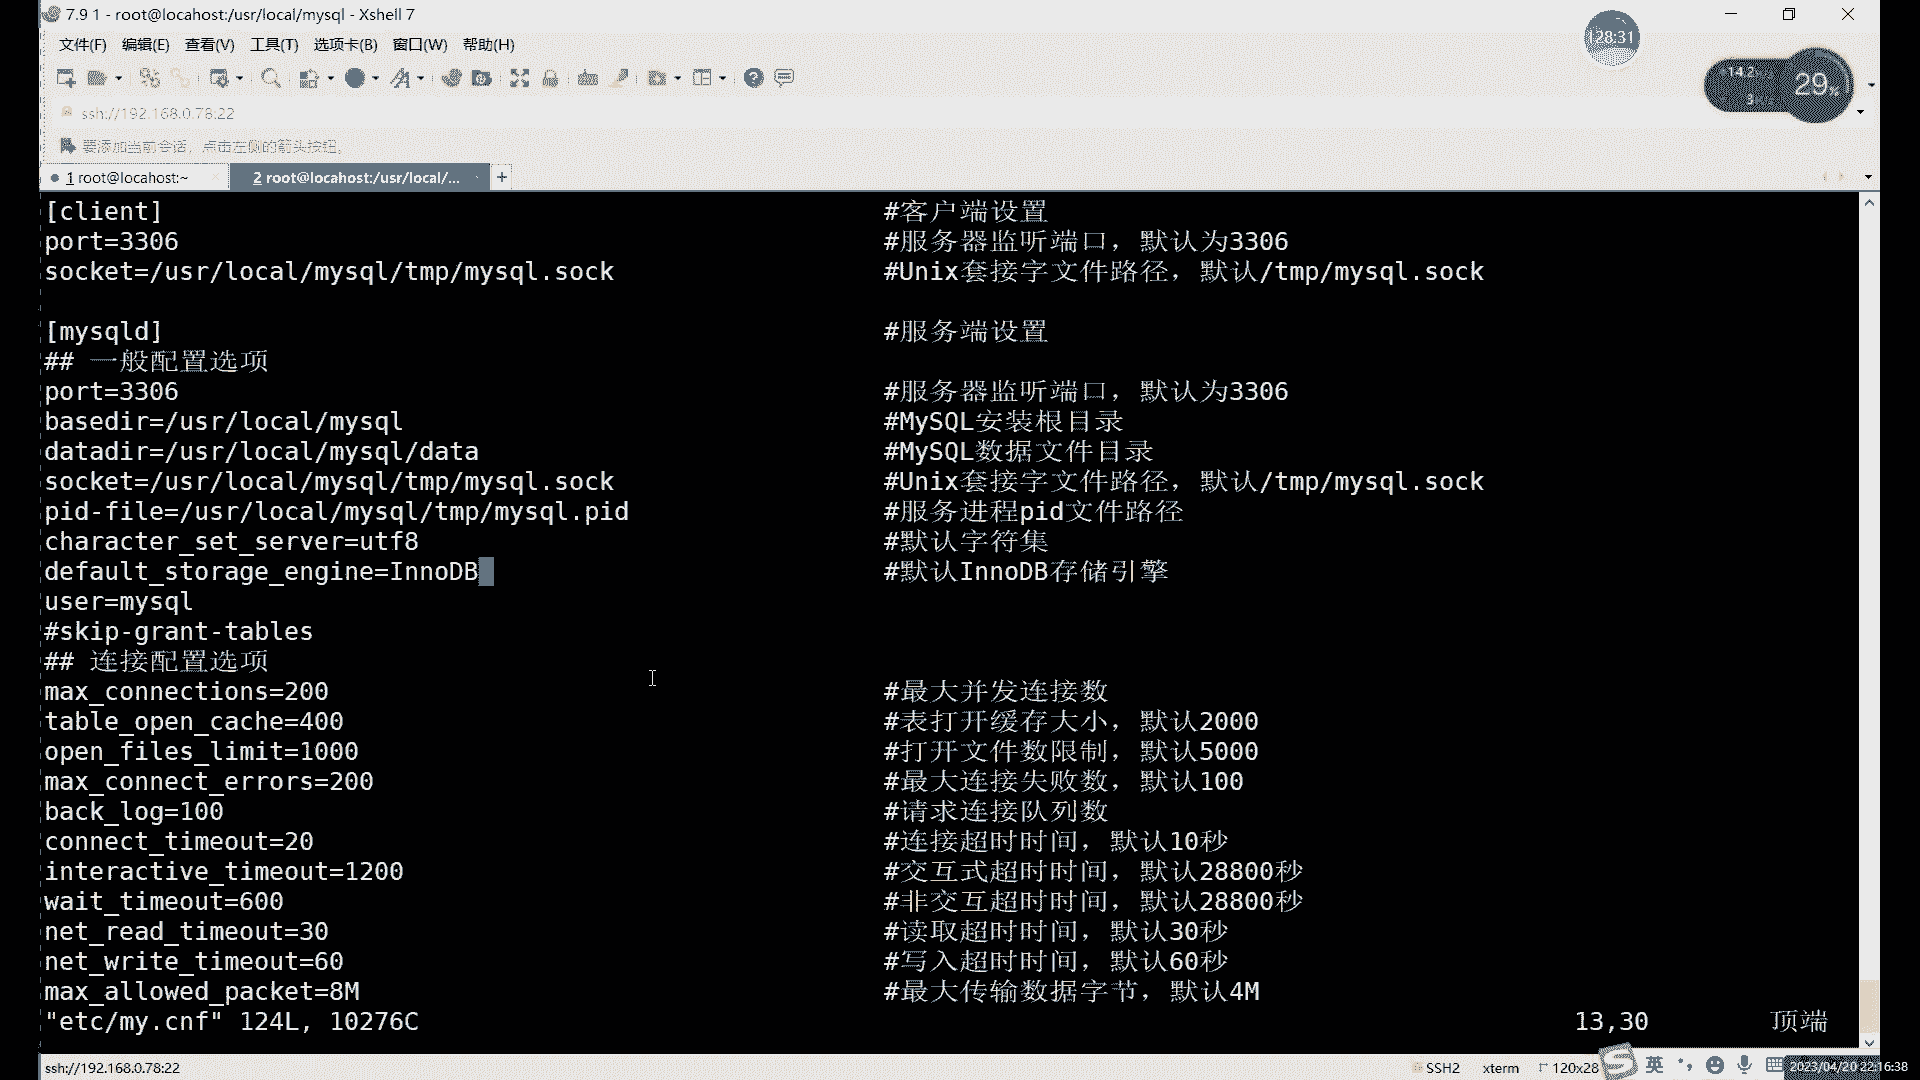 7.9 1 - root@locahost:/usr/local/mysql - Xshell 7
128:31
文件(F) 编辑(E) 查看(V) 工具(T) 选项卡(B) 窗口(W) 帮助(H)
14.2
29%
3
ssh://192.168.0.78:22
要添加当前会话，点击左侧的箭头按钮。
1 root@locahost:~
2 root@locahost:/usr/local/...
+
[client] #客户端设置
port=3306 #服务器监听端口，默认为3306
socket=/usr/local/mysql/tmp/mysql.sock #Unix套接字文件路径，默认/tmp/mysql.sock
[mysqld] #服务端设置
## 一般配置选项
port=3306 #服务器监听端口，默认为3306
basedir=/usr/local/mysql #MySQL安装根目录
datadir=/usr/local/mysql/data #MySQL数据文件目录
socket=/usr/local/mysql/tmp/mysql.sock #Unix套接字文件路径，默认/tmp/mysql.sock
pid-file=/usr/local/mysql/tmp/mysql.pid #服务进程pid文件路径
character_set_server=utf8 #默认字符集
default_storage_engine=InnoDB #默认InnoDB存储引擎
user=mysql
#skip-grant-tables
## 连接配置选项
max_connections=200 #最大并发连接数
table_open_cache=400 #表打开缓存大小，默认2000
open_files_limit=1000 #打开文件数限制，默认5000
max_connect_errors=200 #最大连接失败数，默认100
back_log=100 #请求连接队列数
connect_timeout=20 #连接超时时间，默认10秒
interactive_timeout=1200 #交互式超时时间，默认28800秒
wait_timeout=600 #非交互超时时间，默认28800秒
net_read_timeout=30 #读取超时时间，默认30秒
net_write_timeout=60 #写入超时时间，默认60秒
max_allowed_packet=8M #最大传输数据字节，默认4M
"etc/my.cnf" 124L, 10276C 13,30 顶端
ssh://192.168.0.78:22 SSH2 xterm 120x28 英 2023/04/20 22:16:38